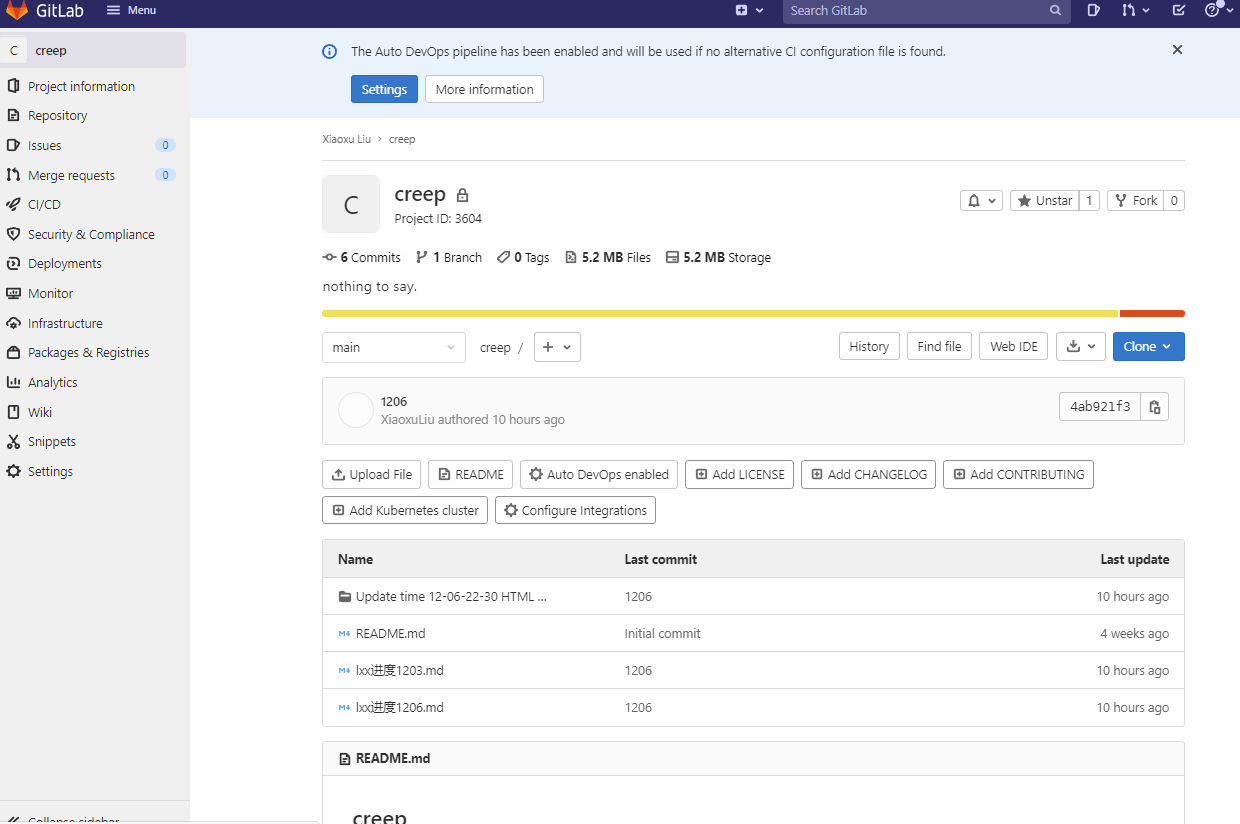 GitLab Menu Search GitLab
creep
The Auto DevOps pipeline has been enabled and will be used if no alternative CI configuration file is found.
Settings More information
C creep
Project information
Repository
Issues 0
Merge requests 0
CI/CD
Security & Compliance
Deployments
Monitor
Infrastructure
Packages & Registries
Analytics
Wiki
Snippets
Settings
Collapse sidebar
Xiaoxu Liu › creep
C
creep
Project ID: 3604
Unstar 1 Fork 0
6 Commits 1 Branch 0 Tags 5.2 MB Files 5.2 MB Storage
nothing to say.
main creep / History Find file Web IDE Clone
1206
XiaoxuLiu authored 10 hours ago
4ab921f3
Upload File README Auto DevOps enabled Add LICENSE Add CHANGELOG Add CONTRIBUTING
Add Kubernetes cluster Configure Integrations
Name Last commit Last update
Update time 12-06-22-30 HTML ... 1206 10 hours ago
README.md Initial commit 4 weeks ago
lxx进度1203.md 1206 10 hours ago
lxx进度1206.md 1206 10 hours ago
README.md
creep